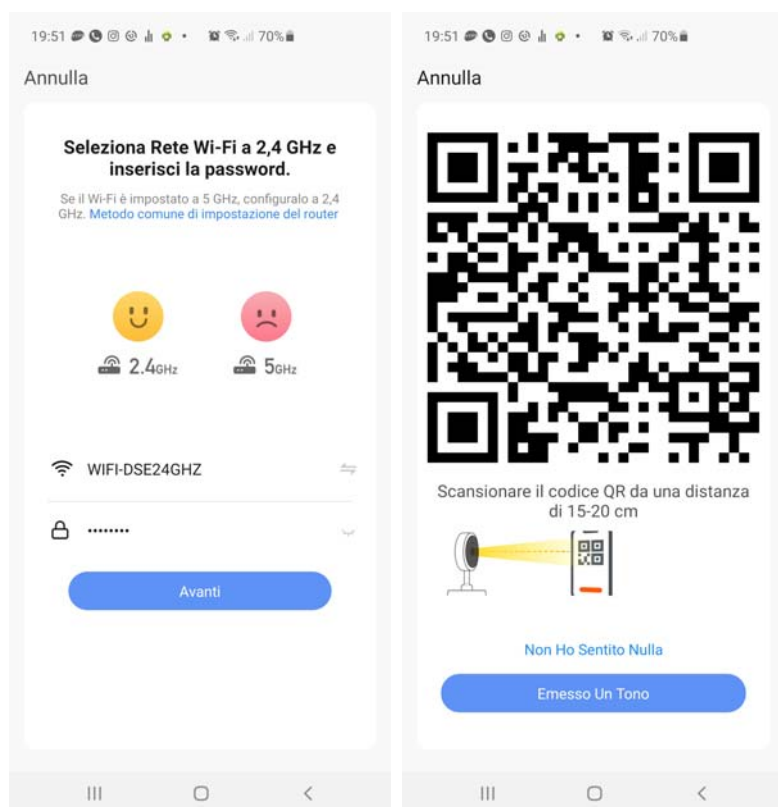 19:51 70%
Annulla
Seleziona Rete Wi-Fi a 2,4 GHz e
inserisci la password.
Se il Wi-Fi è impostato a 5 GHz, configuralo a 2,4
GHz. Metodo comune di impostazione del router
2.4GHz 5GHz
WIFI-DSE24GHZ
••••••••
Avanti
19:51 70%
Annulla
Scansionare il codice QR da una distanza
di 15-20 cm
Non Ho Sentito Nulla
Emesso Un Tono